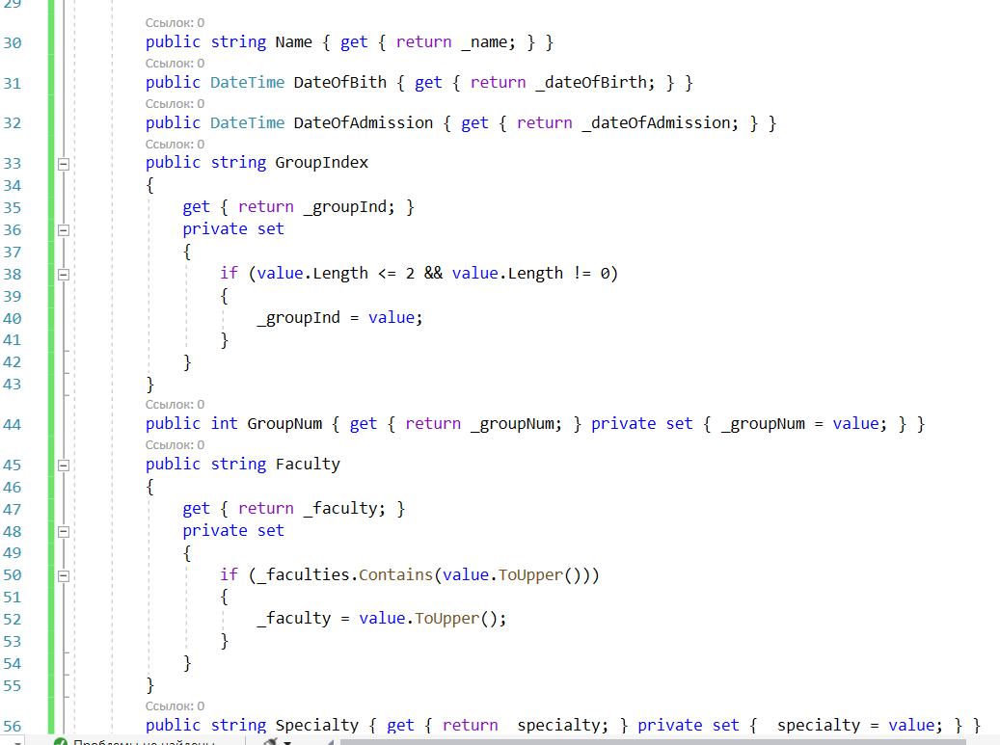 29
Ссылок: 0
30 public string Name { get { return _name; } }
Ссылок: 0
31 public DateTime DateOfBith { get { return _dateOfBirth; } }
Ссылок: 0
32 public DateTime DateOfAdmission { get { return _dateOfAdmission; } }
Ссылок: 0
33 public string GroupIndex
34 {
35 get { return _groupInd; }
36 private set
37 {
38 if (value.Length <= 2 && value.Length != 0)
39 {
40 _groupInd = value;
41 }
42 }
43 }
Ссылок: 0
44 public int GroupNum { get { return _groupNum; } private set { _groupNum = value; } }
Ссылок: 0
45 public string Faculty
46 {
47 get { return _faculty; }
48 private set
49 {
50 if (_faculties.Contains(value.ToUpper()))
51 {
52 _faculty = value.ToUpper();
53 }
54 }
55 }
Ссылок: 0
56 public string Specialty { get { return specialty; } private set { specialty = value; } }
Проблемы не найдены